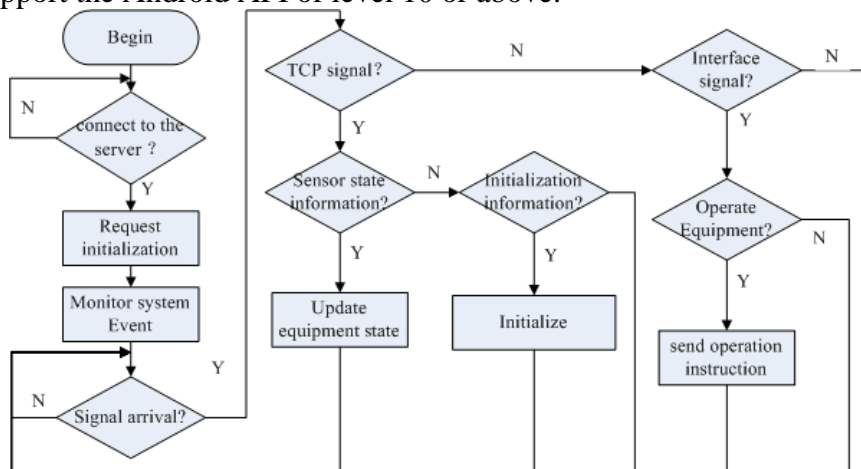 upport the Android API of level 10 or above.
Begin
N
connect to the
server ?
Y
Request
initialization
Monitor system
Event
Y
N
Signal arrival?
TCP signal?
N
Y
Sensor state
information?
N
Initialization
information?
Y
Y
Update
equipment state
Initialize
Interface
signal?
N
Y
Operate
Equipment?
N
Y
send operation
instruction